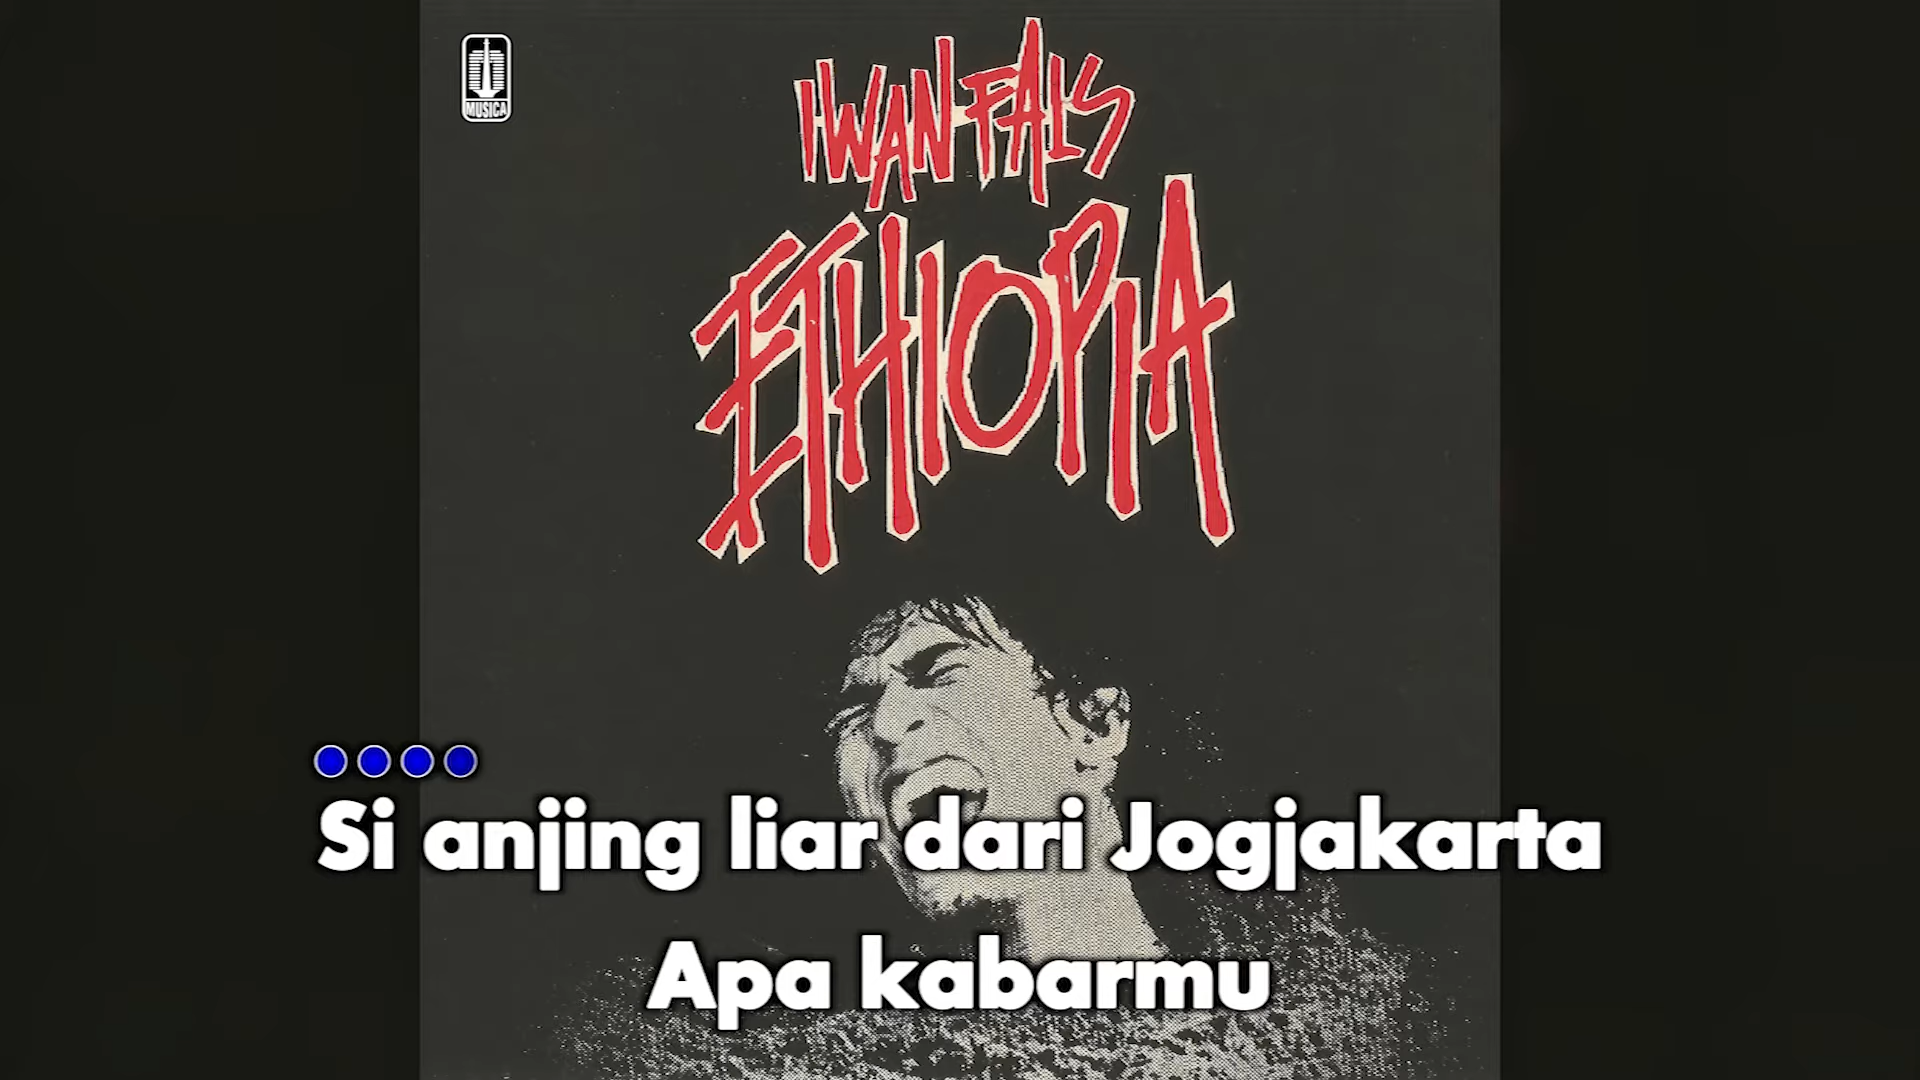 MUSICA
IWAN FALS
ETHIOPIA
Si anjing liar dari Jogjakarta
Apa kabarmu